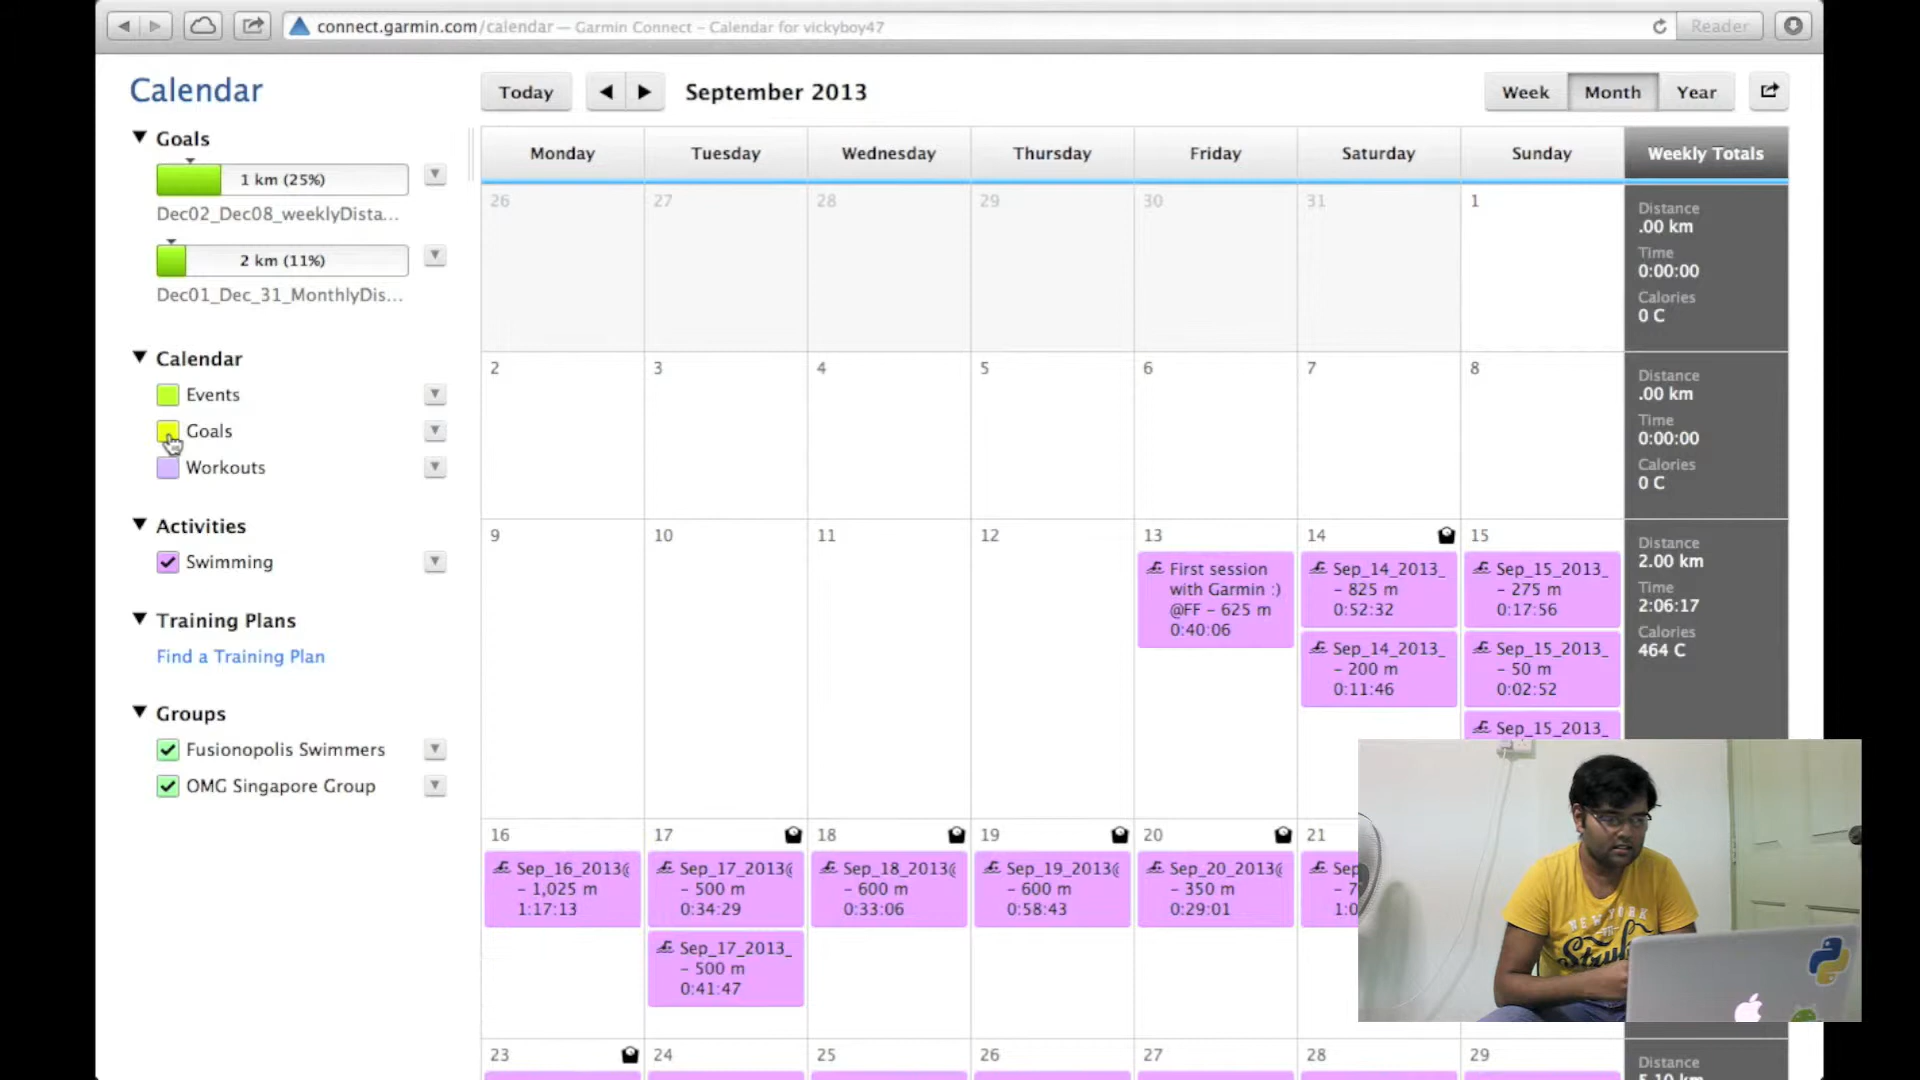 connect.garmin.com/calendar — Garmin Connect – Calendar for vickyboy47
Reader
Calendar
Today
September 2013
Week
Month
Year
Goals
1 km (25%)
Dec02_Dec08_weeklyDista...
2 km (11%)
Dec01_Dec_31_MonthlyDis...
Calendar
Events
Goals
Workouts
Activities
Swimming
Training Plans
Find a Training Plan
Groups
Fusionopolis Swimmers
OMG Singapore Group
Monday
Tuesday
Wednesday
Thursday
Friday
Saturday
Sunday
Weekly Totals
26
27
28
29
30
31
1
Distance
.00 km
Time
0:00:00
Calories
0 C
2
3
4
5
6
7
8
Distance
.00 km
Time
0:00:00
Calories
0 C
9
10
11
12
13
First session
with Garmin :)
@FF – 625 m
0:40:06
14
Sep_14_2013_
– 825 m
0:52:32
Sep_14_2013_
– 200 m
0:11:46
15
Sep_15_2013_
– 275 m
0:17:56
Sep_15_2013_
– 50 m
0:02:52
Sep_15_2013_
Distance
2.00 km
Time
2:06:17
Calories
464 C
16
Sep_16_2013@
– 1,025 m
1:17:13
17
Sep_17_2013@
– 500 m
0:34:29
Sep_17_2013_
– 500 m
0:41:47
18
Sep_18_2013@
– 600 m
0:33:06
19
Sep_19_2013@
– 600 m
0:58:43
20
Sep_20_2013@
– 350 m
0:29:01
21
Sep
– 7
1:0
NEW YORK
23
24
25
26
27
28
29
Distance
5.10 km